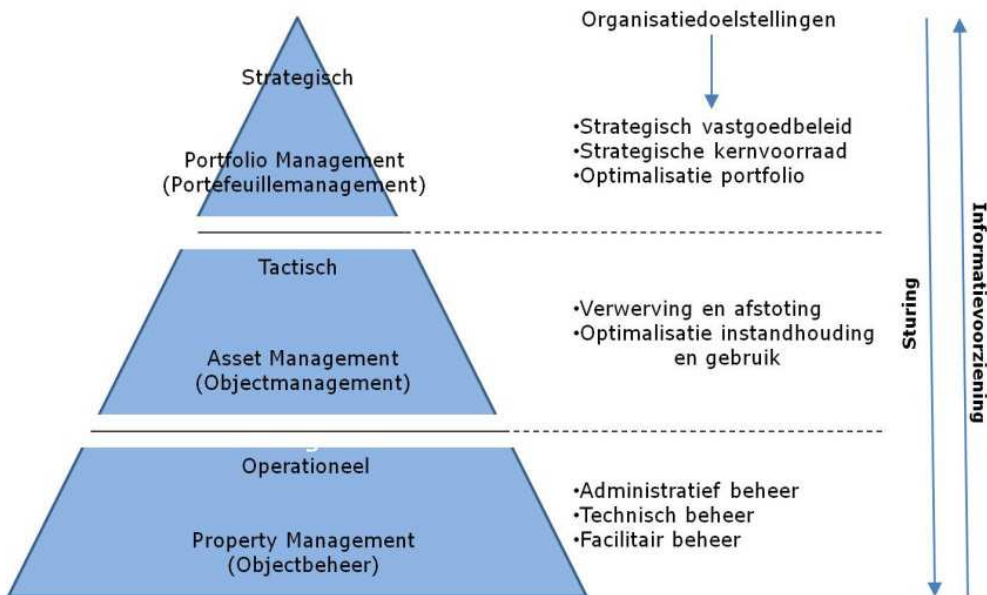 Organisatiedoelstellingen
Strategisch
Portfolio Management
(Portefeuillemanagement)
•Strategisch vastgoedbeleid
•Strategische kernvoorraad
•Optimalisatie portfolio
Tactisch
Asset Management
(Objectmanagement)
•Verwerving en afstoting
•Optimalisatie instandhouding
en gebruik
Operationeel
Property Management
(Objectbeheer)
•Administratief beheer
•Technisch beheer
•Facilitair beheer
Sturing
Informatievoorziening